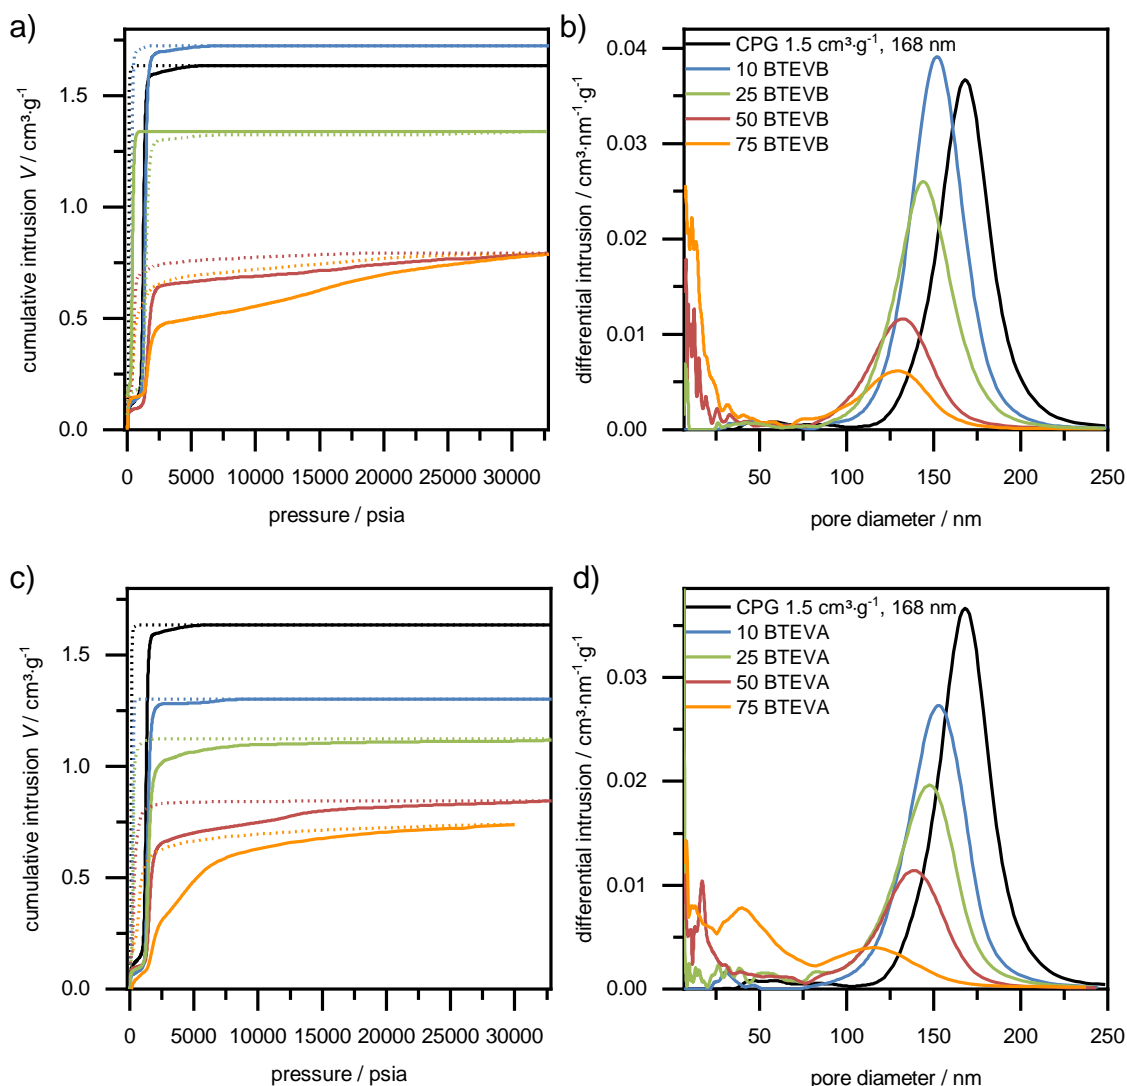 a)
cumulative intrusion V / cm³·g⁻¹
1.5
1.0
0.5
0.0
0 5000 10000 15000 20000 25000 30000
pressure / psia
b)
differential intrusion / cm³·nm⁻¹·g⁻¹
0.04
0.03
0.02
0.01
0.00
CPG 1.5 cm³·g⁻¹, 168 nm
10 BTEVB
25 BTEVB
50 BTEVB
75 BTEVB
50 100 150 200 250
pore diameter / nm
c)
cumulative intrusion V / cm³·g⁻¹
1.5
1.0
0.5
0.0
0 5000 10000 15000 20000 25000 30000
pressure / psia
d)
differential intrusion / cm³·nm⁻¹·g⁻¹
0.03
0.02
0.01
0.00
CPG 1.5 cm³·g⁻¹, 168 nm
10 BTEVA
25 BTEVA
50 BTEVA
75 BTEVA
50 100 150 200 250
pore diameter / nm